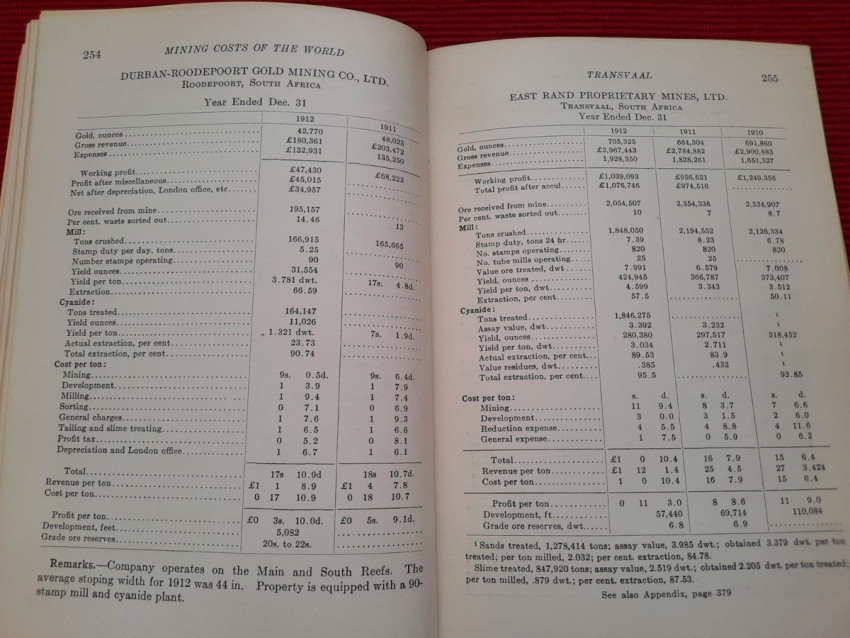 254
MINING COSTS OF THE WORLD
DURBAN-ROODEPOORT GOLD MINING CO., LTD.
ROODEPOORT, SOUTH AFRICA
Year Ended Dec. 31
1912 1911
Gold, ounces 42,770 48,025
Gross revenue £180,361 £203,472
Expenses £132,931 135,250
Working profit £47,430 £68,222
Profit after miscellaneous £45,015
Net after depreciation, London office, etc £34,957
Ore received from mine 195,157
Per cent. waste sorted out 14.46 13
Mill:
Tons crushed 166,915 165,665
Stamp duty per day, tons 5.25
Number stamps operating 90 90
Yield ounces 31,554
Yield per ton 3.781 dwt. 17s. 4.8d.
Extraction 66.59
Cyanide:
Tons treated 164,147
Yield ounces 11,026
Yield per ton 1.321 dwt. 7s. 1.9d.
Actual extraction, per cent 23.73
Total extraction, per cent 90.74
Cost per ton:
Mining 9s. 0.5d. 9s. 6.4d.
Development 1 3.9 1 7.9
Milling 1 9.4 1 7.4
Sorting 0 7.1 0 6.9
General charges 1 7.6 1 9.3
Tailing and slime treating 1 6.5 1 6.6
Profit tax 0 5.2 0 8.1
Depreciation and London office 1 6.7 1 6.1
Total 17s 10.9d 18s 10.7d.
Revenue per ton £1 1 8.9 £1 4 7.8
Cost per ton 0 17 10.9 0 18 10.7
Profit per ton £0 3s. 10.0d. £0 5s. 9.1d.
Development, feet 5,082
Grade ore reserves 20s. to 22s.
Remarks.—Company operates on the Main and South Reefs. The
average stoping width for 1912 was 44 in. Property is equipped with a 90-
stamp mill and cyanide plant.
TRANSVAAL
255
EAST RAND PROPRIETARY MINES, LTD.
TRANSVAAL, SOUTH AFRICA
Year Ended Dec. 31
1912 1911 1910
Gold, ounces 705,325 664,304 691,860
Gross revenue £2,967,443 £2,784,882 £2,900,883
Expenses 1,928,350 1,828,261 1,651,527
Working profit £1,039,093 £956,621 £1,249,356
Total profit after accul. £1,076,746 £974,516
Ore received from mine 2,054,507 2,354,336 2,334,907
Per cent. waste sorted out 10 7 8.7
Mill:
Tons crushed 1,848,050 2,194,552 2,126,334
Stamp duty, tons 24 hr 7.39 8.23 6.78
No. stamps operating 820 820 820
No. tube mills operating 25 25
Value ore treated, dwt 7.991 6.579 7.008
Yield, ounces 424,945 366,787 373,407
Yield per ton, dwt 4.599 3.343 3.512
Extraction, per cent 57.5 50.11
Cyanide:
Tons treated 1,846,275 ¹
Assay value, dwt 3.392 3.232 ¹
Yield, ounces 280,380 297,517 318,452
Yield per ton, dwt 3.034 2.711 ¹
Actual extraction, per cent 89.53 83.9 ¹
Value residues, dwt .385 .432 ¹
Total extraction, per cent 95.5 92.85
Cost per ton: s. d. s. d. s. d.
Mining 11 9.4 8 3.7 7 6.6
Development 3 0.0 3 1.5 2 6.0
Reduction expense 4 5.5 4 8.8 4 11.6
General expense 1 7.5 0 5.9 0 6.2
Total £1 0 10.4 16 7.9 15 6.4
Revenue per ton £1 12 1.4 25 4.5 27 3.424
Cost per ton 1 0 10.4 16 7.9 15 6.4
Profit per ton 0 11 3.0 8 8.6 11 9.0
Development, ft 57,440 69,714 110,084
Grade ore reserves, dwt 6.8 6.9
¹ Sands treated, 1,278,414 tons; assay value, 3.985 dwt.; obtained 3.379 dwt. per ton
treated; per ton milled, 2.032; per cent. extraction, 84.78.
Slime treated, 847,920 tons; assay value, 2.519 dwt.; obtained 2.205 dwt. per ton treated;
per ton milled, .879 dwt.; per cent. extraction, 87.53.
See also Appendix, page 379